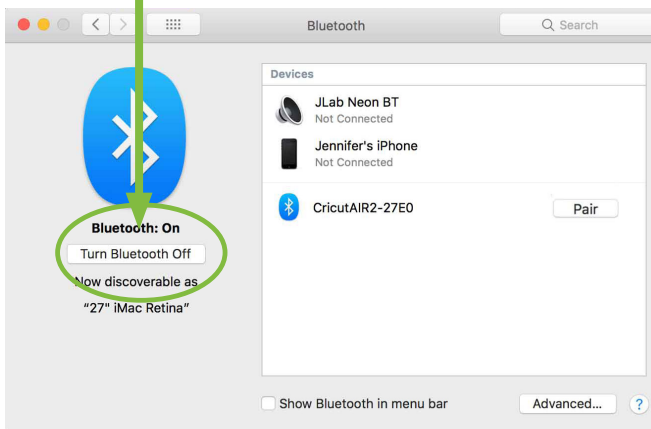 Bluetooth
Search
Bluetooth: On
Turn Bluetooth Off
Now discoverable as
“27" iMac Retina”
Devices
JLab Neon BT
Not Connected
Jennifer's iPhone
Not Connected
CricutAIR2-27E0
Pair
Show Bluetooth in menu bar
Advanced...
?